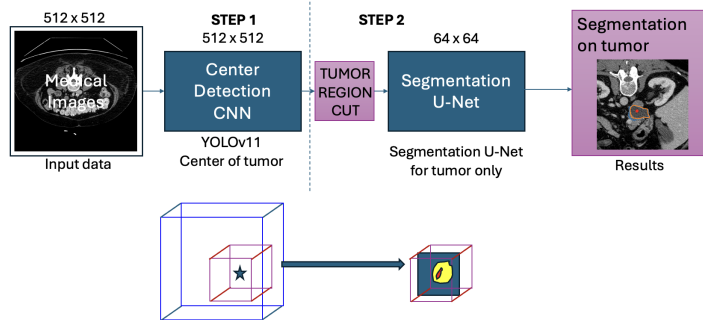 512 x 512
Medical
Images
Input data
STEP 1
512 x 512
Center
Detection
CNN
YOLOv11
Center of tumor
STEP 2
TUMOR
REGION
CUT
64 x 64
Segmentation
U-Net
Segmentation U-Net
for tumor only
Segmentation
on tumor
Results